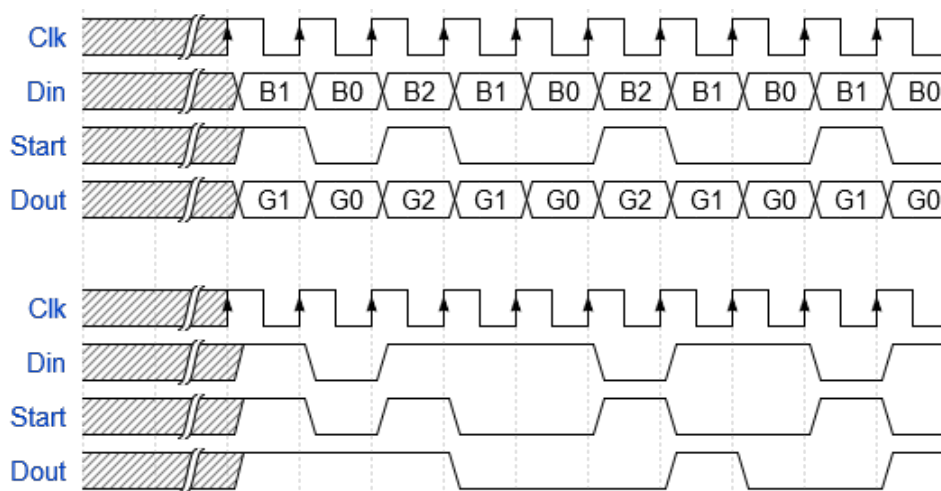 Clk
Din B1 B0 B2 B1 B0 B2 B1 B0 B1 B0
Start
Dout G1 G0 G2 G1 G0 G2 G1 G0 G1 G0
Clk
Din
Start
Dout